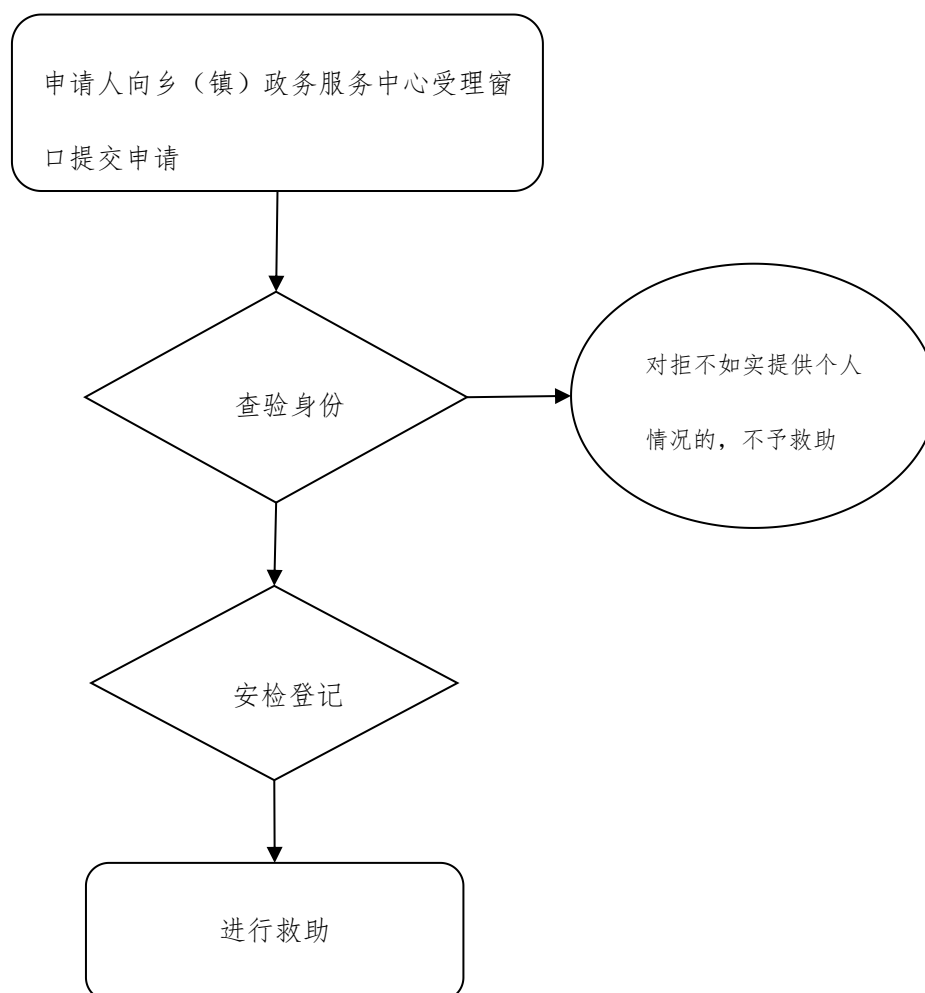 申请人向乡（镇）政务服务中心受理窗
口提交申请
查验身份
对拒不如实提供个人
情况的，不予救助
安检登记
进行救助